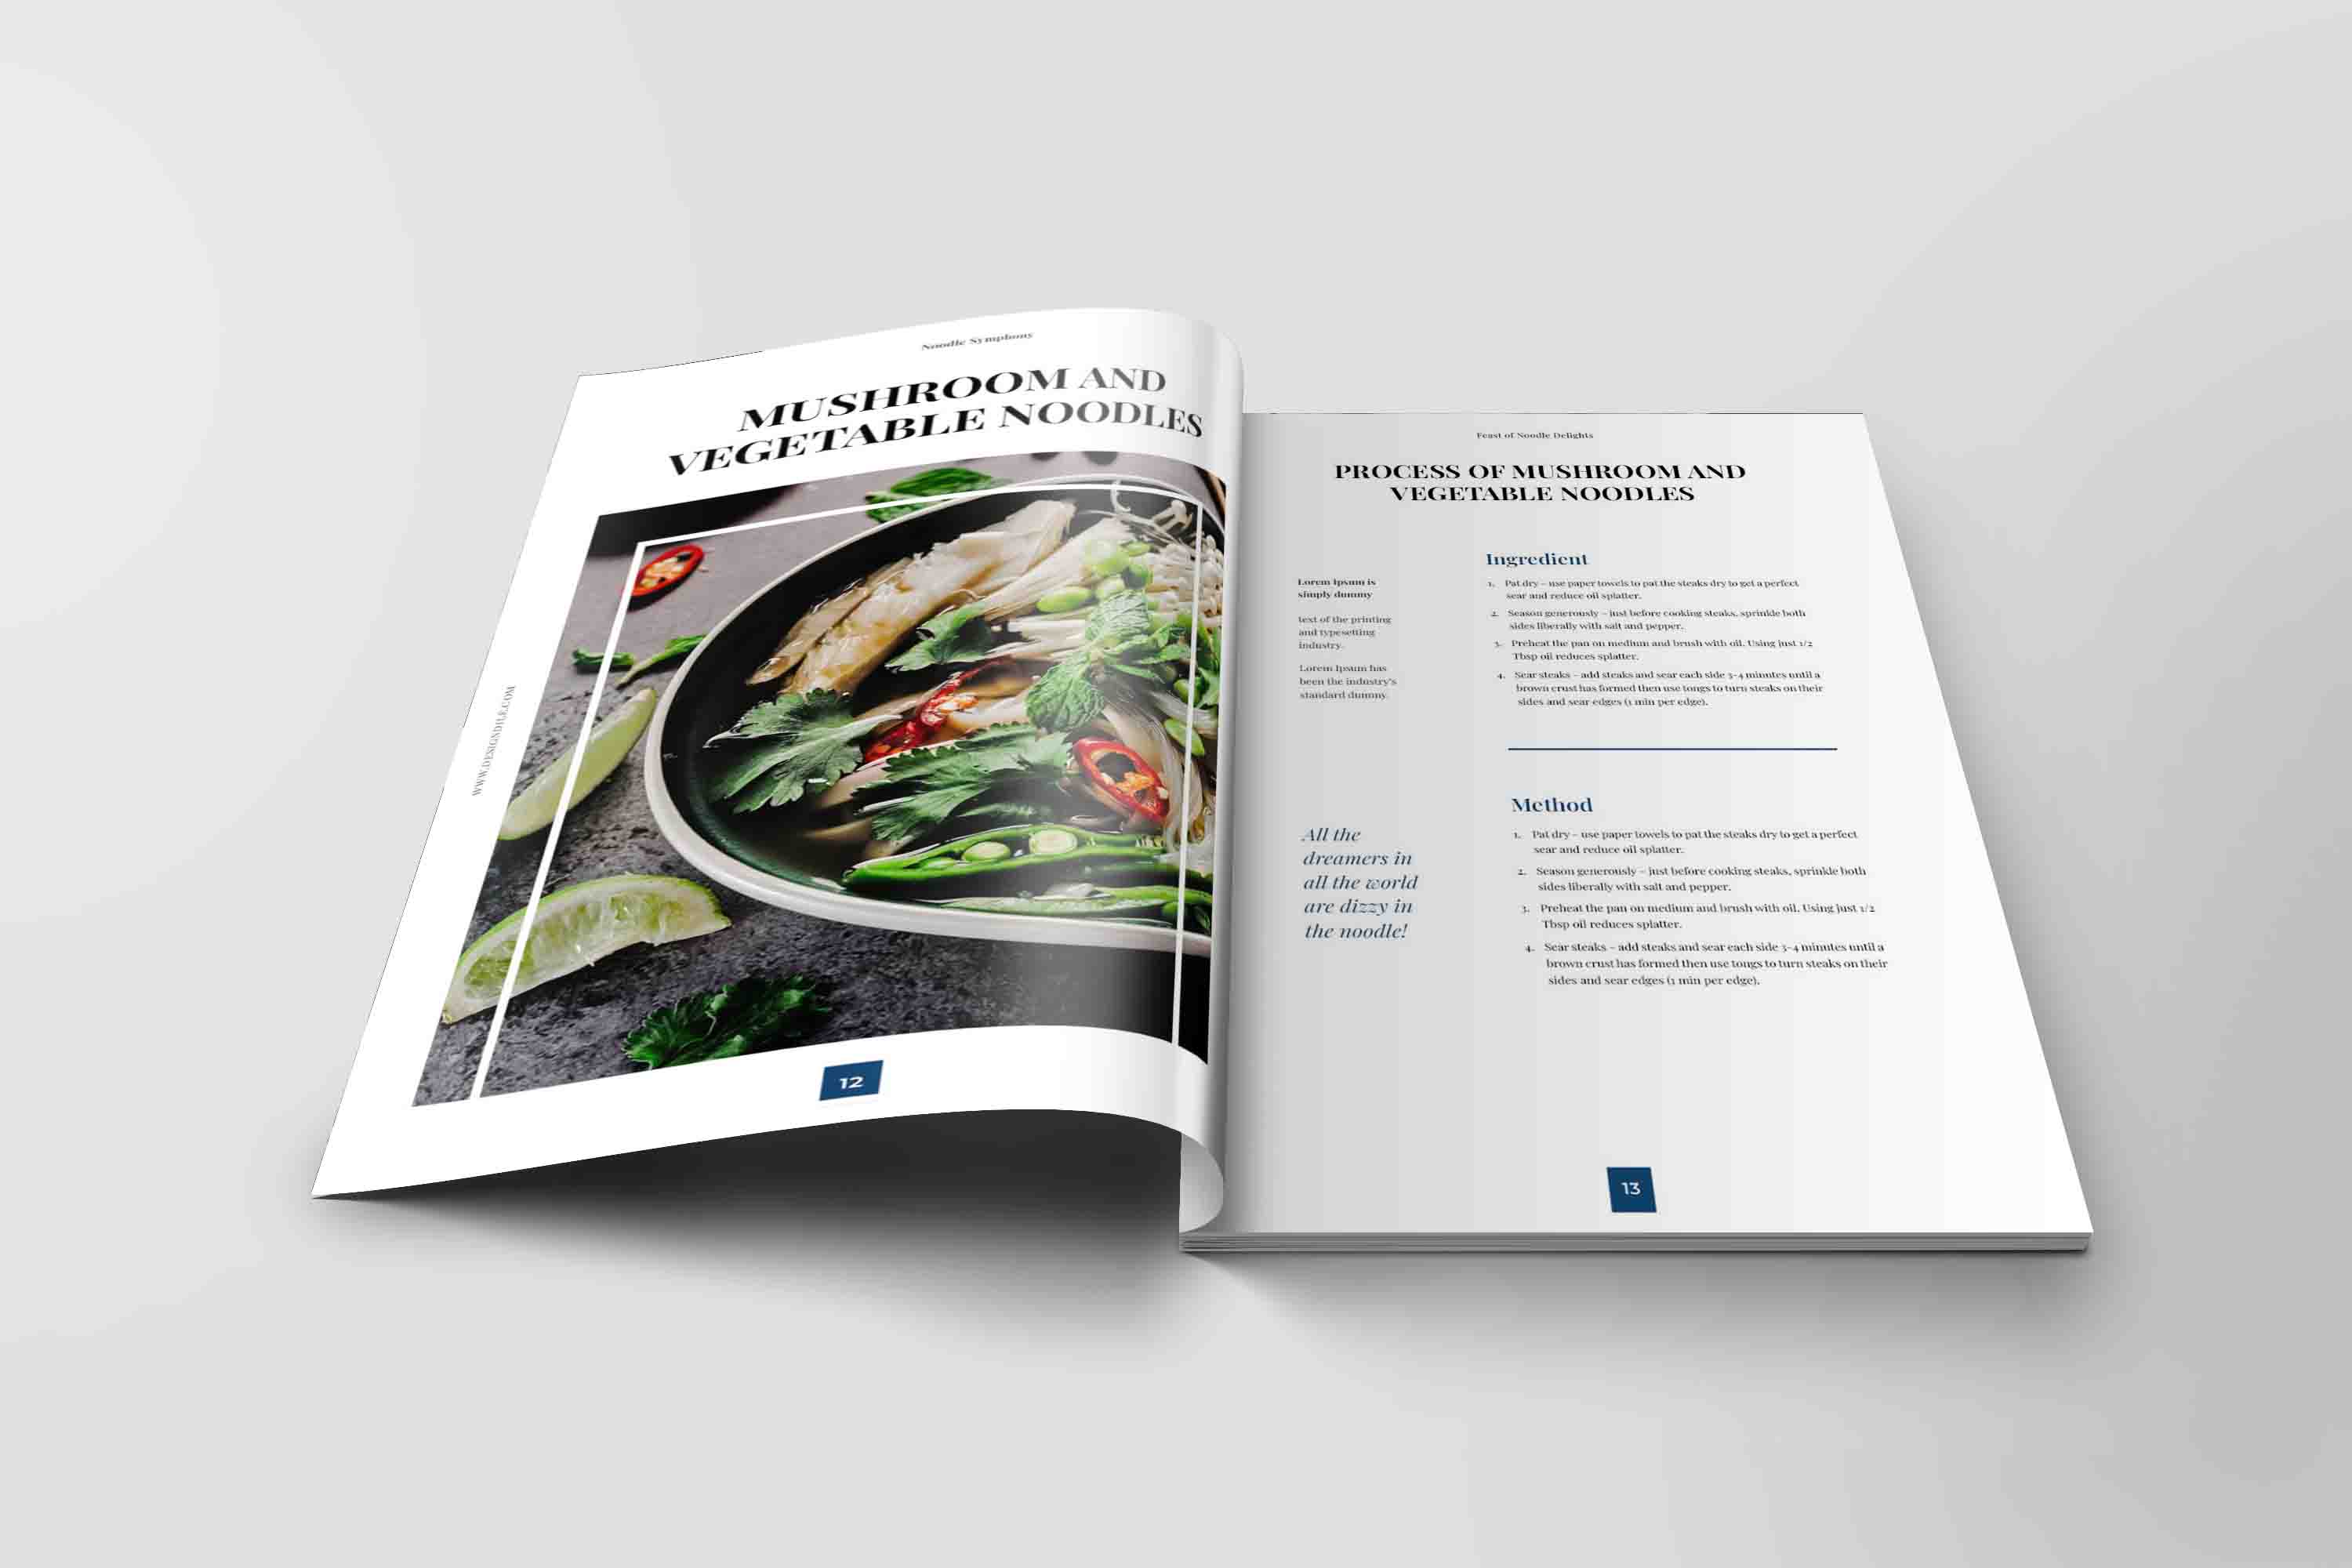 Noodle Symphony
MUSHROOM AND
VEGETABLE NOODLES
WWW.DESIGNDILE.COM
12
Feast of Noodle Delights
PROCESS OF MUSHROOM AND
VEGETABLE NOODLES
Lorem Ipsum is
simply dummy
text of the printing
and typesetting
industry.
Lorem Ipsum has
been the industry's
standard dummy.
All the
dreamers in
all the world
are dizzy in
the noodle!
Ingredient
1. Pat dry – use paper towels to pat the steaks dry to get a perfect
sear and reduce oil splatter.
2. Season generously – just before cooking steaks, sprinkle both
sides liberally with salt and pepper.
3. Preheat the pan on medium and brush with oil. Using just 1/2
Tbsp oil reduces splatter.
4. Sear steaks – add steaks and sear each side 3-4 minutes until a
brown crust has formed then use tongs to turn steaks on their
sides and sear edges (1 min per edge).
Method
1. Pat dry – use paper towels to pat the steaks dry to get a perfect
sear and reduce oil splatter.
2. Season generously – just before cooking steaks, sprinkle both
sides liberally with salt and pepper.
3. Preheat the pan on medium and brush with oil. Using just 1/2
Tbsp oil reduces splatter.
4. Sear steaks – add steaks and sear each side 3-4 minutes until a
brown crust has formed then use tongs to turn steaks on their
sides and sear edges (1 min per edge).
13